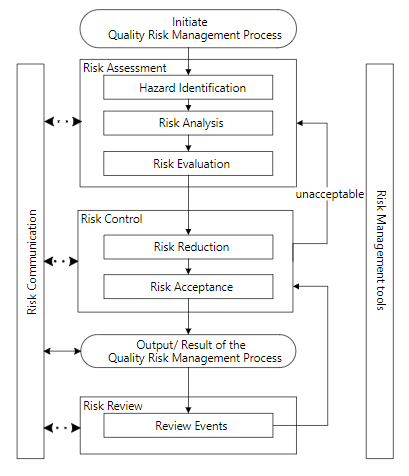 Initiate
Quality Risk Management Process
Risk Assessment
Hazard Identification
Risk Analysis
Risk Evaluation
unacceptable
Risk Control
Risk Reduction
Risk Acceptance
Output/ Result of the
Quality Risk Management Process
Risk Review
Review Events
Risk Communication
Risk Management tools